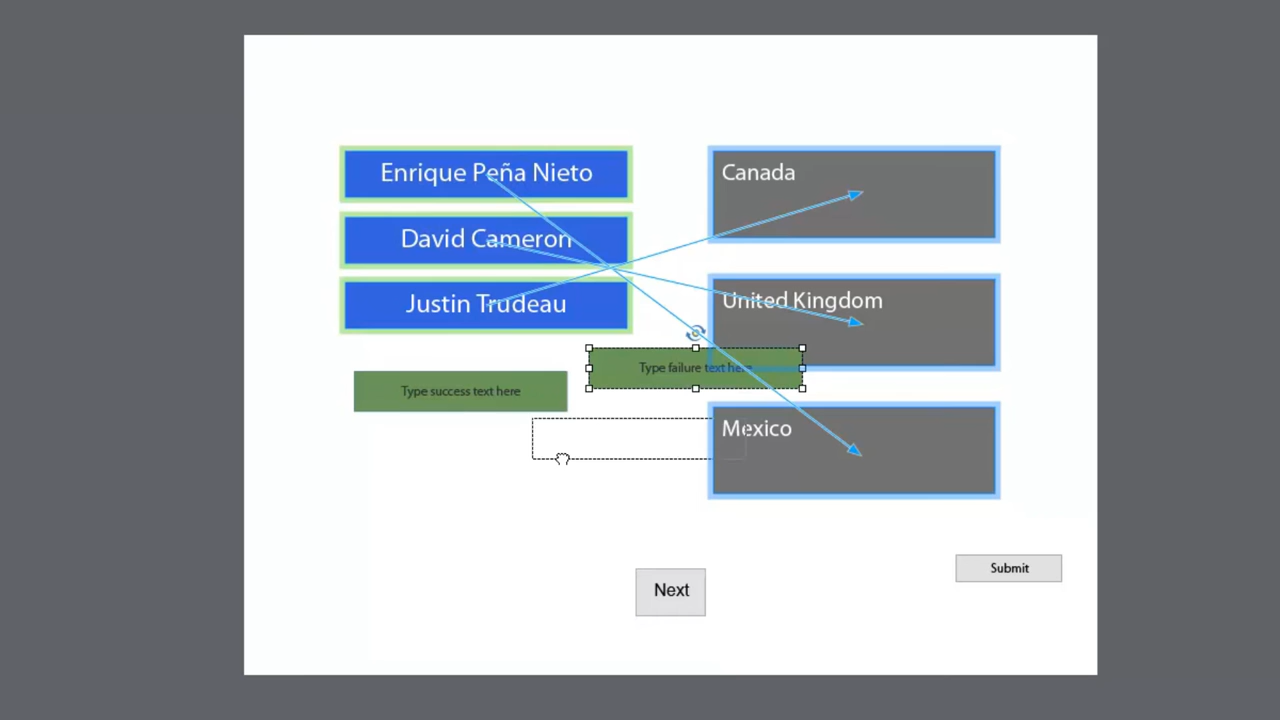 Enrique Peña Nieto
Canada
David Cameron
Justin Trudeau
United Kingdom
Type failure text here
Type success text here
Mexico
Submit
Next